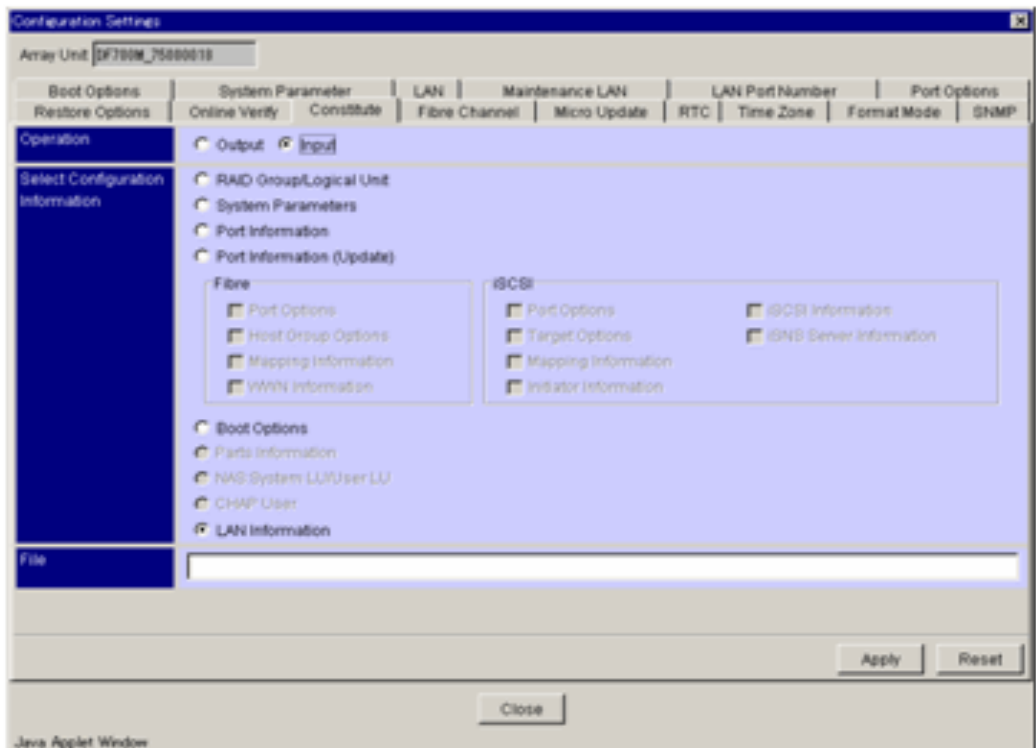 Configuration Settings
Array Unit DF700M_75000018
Boot Options System Parameter LAN Maintenance LAN LAN Port Number Port Options
Restore Options Online Verify Constitute Fibre Channel Micro Update RTC Time Zone Format Mode SNMP
Operation Output Input
Select Configuration Information
RAID Group/Logical Unit
System Parameters
Port Information
Port Information (Update)
Fibre iSCSI
Port Options Port Options iSCSI Information
Host Group Options Target Options iSNS Server Information
Mapping Information Mapping Information
WWN Information Initiator Information
Boot Options
Parts Information
NAS System LU/User LU
CHAP User
LAN Information
File
Apply Reset
Close
Java Applet Window